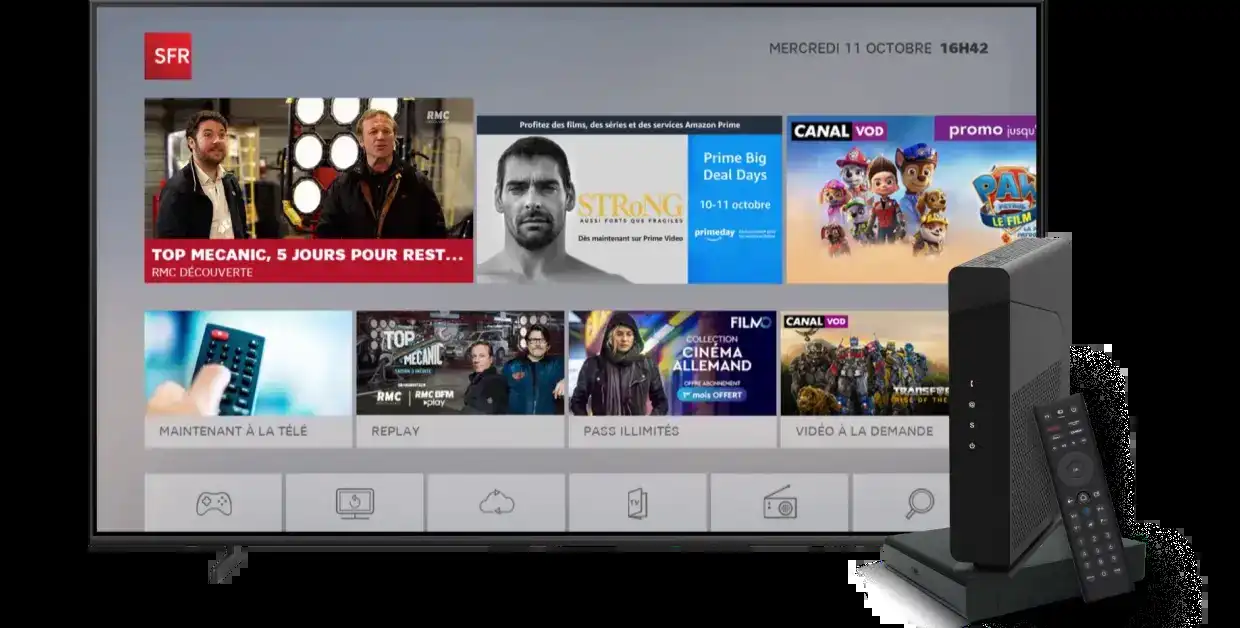 SFR
MERCREDI 11 OCTOBRE 16H42
RMC
TOP MECANIC, 5 JOURS POUR REST...
RMC DÉCOUVERTE
Profitez des films, des séries et des services Amazon Prime
STRoNG
AUSSI FORTS QUE FRAGILES
Dès maintenant sur Prime Video
Prime Big
Deal Days
10-11 octobre
primeday
CANAL VOD
promo jusqu'
PAW
PATROL
LE FILM
MAINTENANT À LA TÉLÉ
TOP
MECANIC
RMC
RMC BFM
play
REPLAY
FILMO
COLLECTION
CINÉMA
ALLEMAND
OFFRE ABONNEMENT
1er mois OFFERT
PASS ILLIMITÉS
CANAL VOD
TRANSF
RISE OF THE
VIDÉO À LA DEMANDE
TV